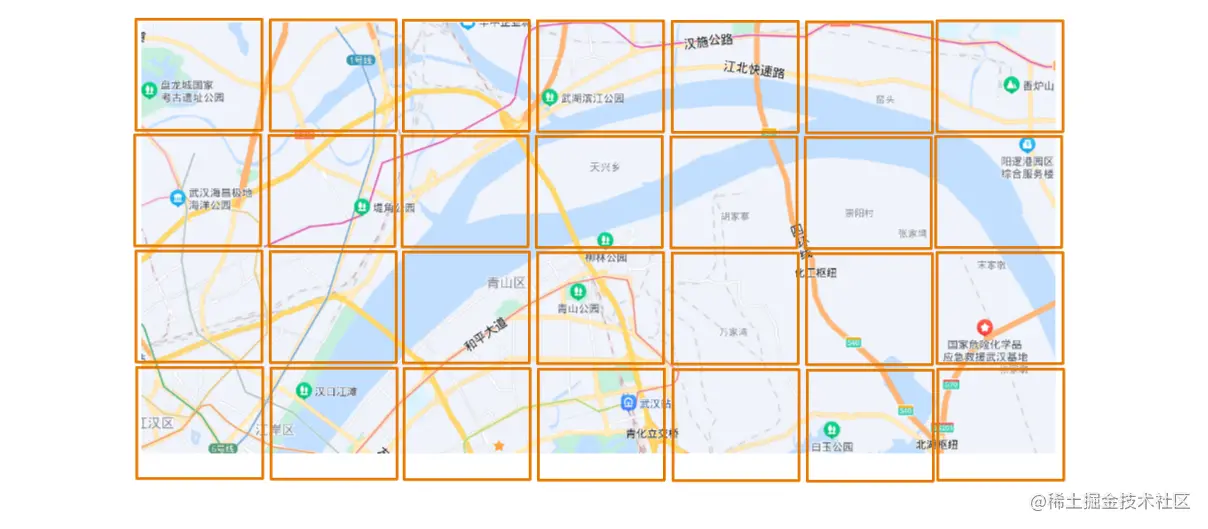 1号线
汉施公路
江北快速路
盘龙城国家
考古遗址公园
武湖滨江公园
香炉山
天兴乡
阳逻港园区
综合服务楼
武汉海昌极地
海洋公园
堤角公园
胡家寨
崇阳村
张家塆
四环线
柳林公园
化工枢纽
宋家墩
青山区
青山公园
和平大道
万家湾
S40
国家危险化学品
应急救援武汉基地
汉口江滩
武汉站
江汉区
江岸区
6号线
青化立交桥
白玉公园
北湖枢纽
@稀土掘金技术社区